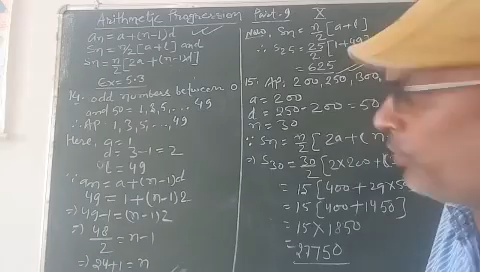 Arithmetic Progression Part-9 X
an = a+(n-1)d
Sn = n/2 [a+l] and
Sn = n/2 [2a+(n-1)d]
Ex = 5.3
14. odd numbers between 0
and 50 = 1,3,5, ... 49
∴ AP 1,3,5, ..., 49
Here, a = 1
d = 3-1 = 2
l = 49
∵ an = a+(n-1)d
49 = 1+(n-1)2
⇒ 49-1 = (n-1)2
⇒ 48/2 = n-1
⇒ 24+1 = n
Now, Sn = n/2 [a+l]
∴ S25 = 25/2 [1+49]
= 625
15. AP: 200, 250, 300,
a = 200
d = 250-200 = 50
n = 30
∵ Sn = n/2 [2a+(n
⇒ S30 = 30/2 [2×200+(
= 15[400+29×5
= 15[400+1450]
= 15×1850
= 27750